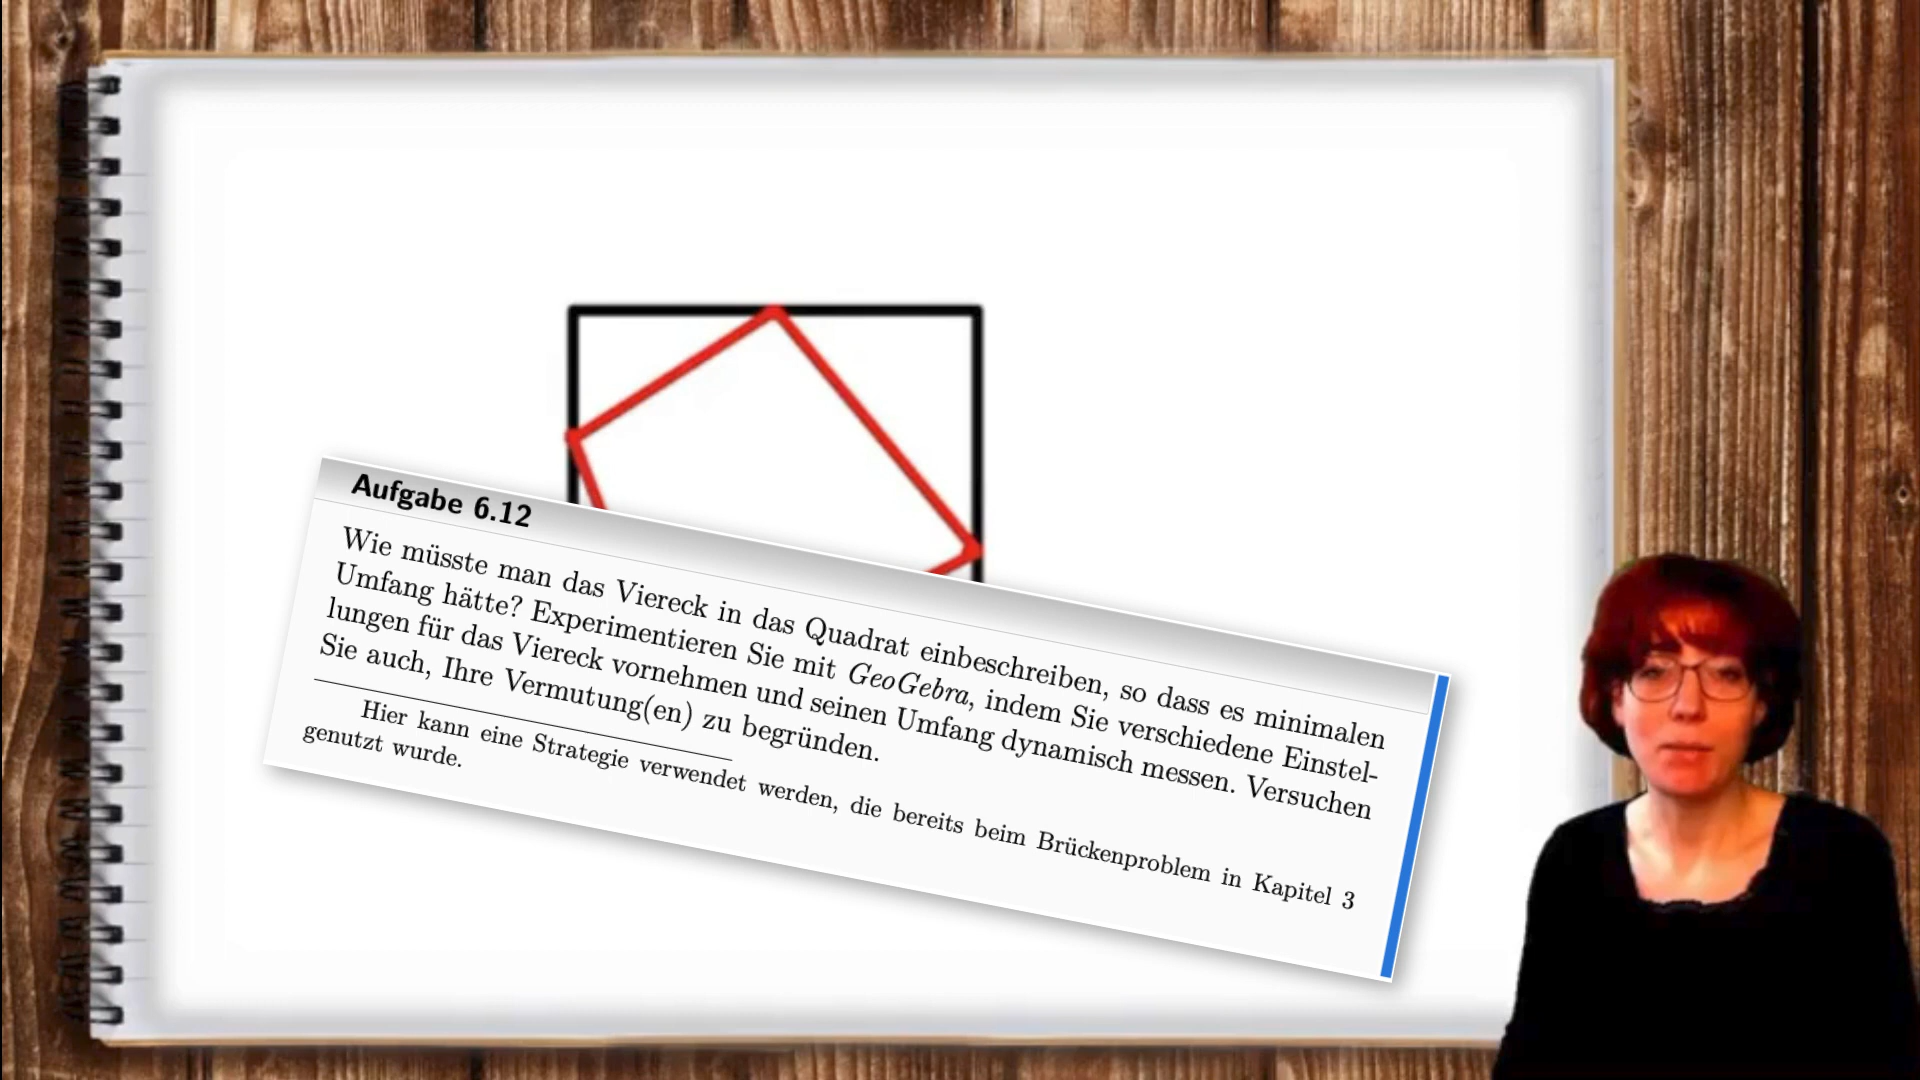 Aufgabe 6.12
Wie müsste man das Viereck in das Quadrat einbeschreiben, so dass es minimalen
Umfang hätte? Experimentieren Sie mit GeoGebra, indem Sie verschiedene Einstel-
lungen für das Viereck vornehmen und seinen Umfang dynamisch messen. Versuchen
Sie auch, Ihre Vermutung(en) zu begründen.
Hier kann eine Strategie verwendet werden, die bereits beim Brückenproblem in Kapitel 3
genutzt wurde.